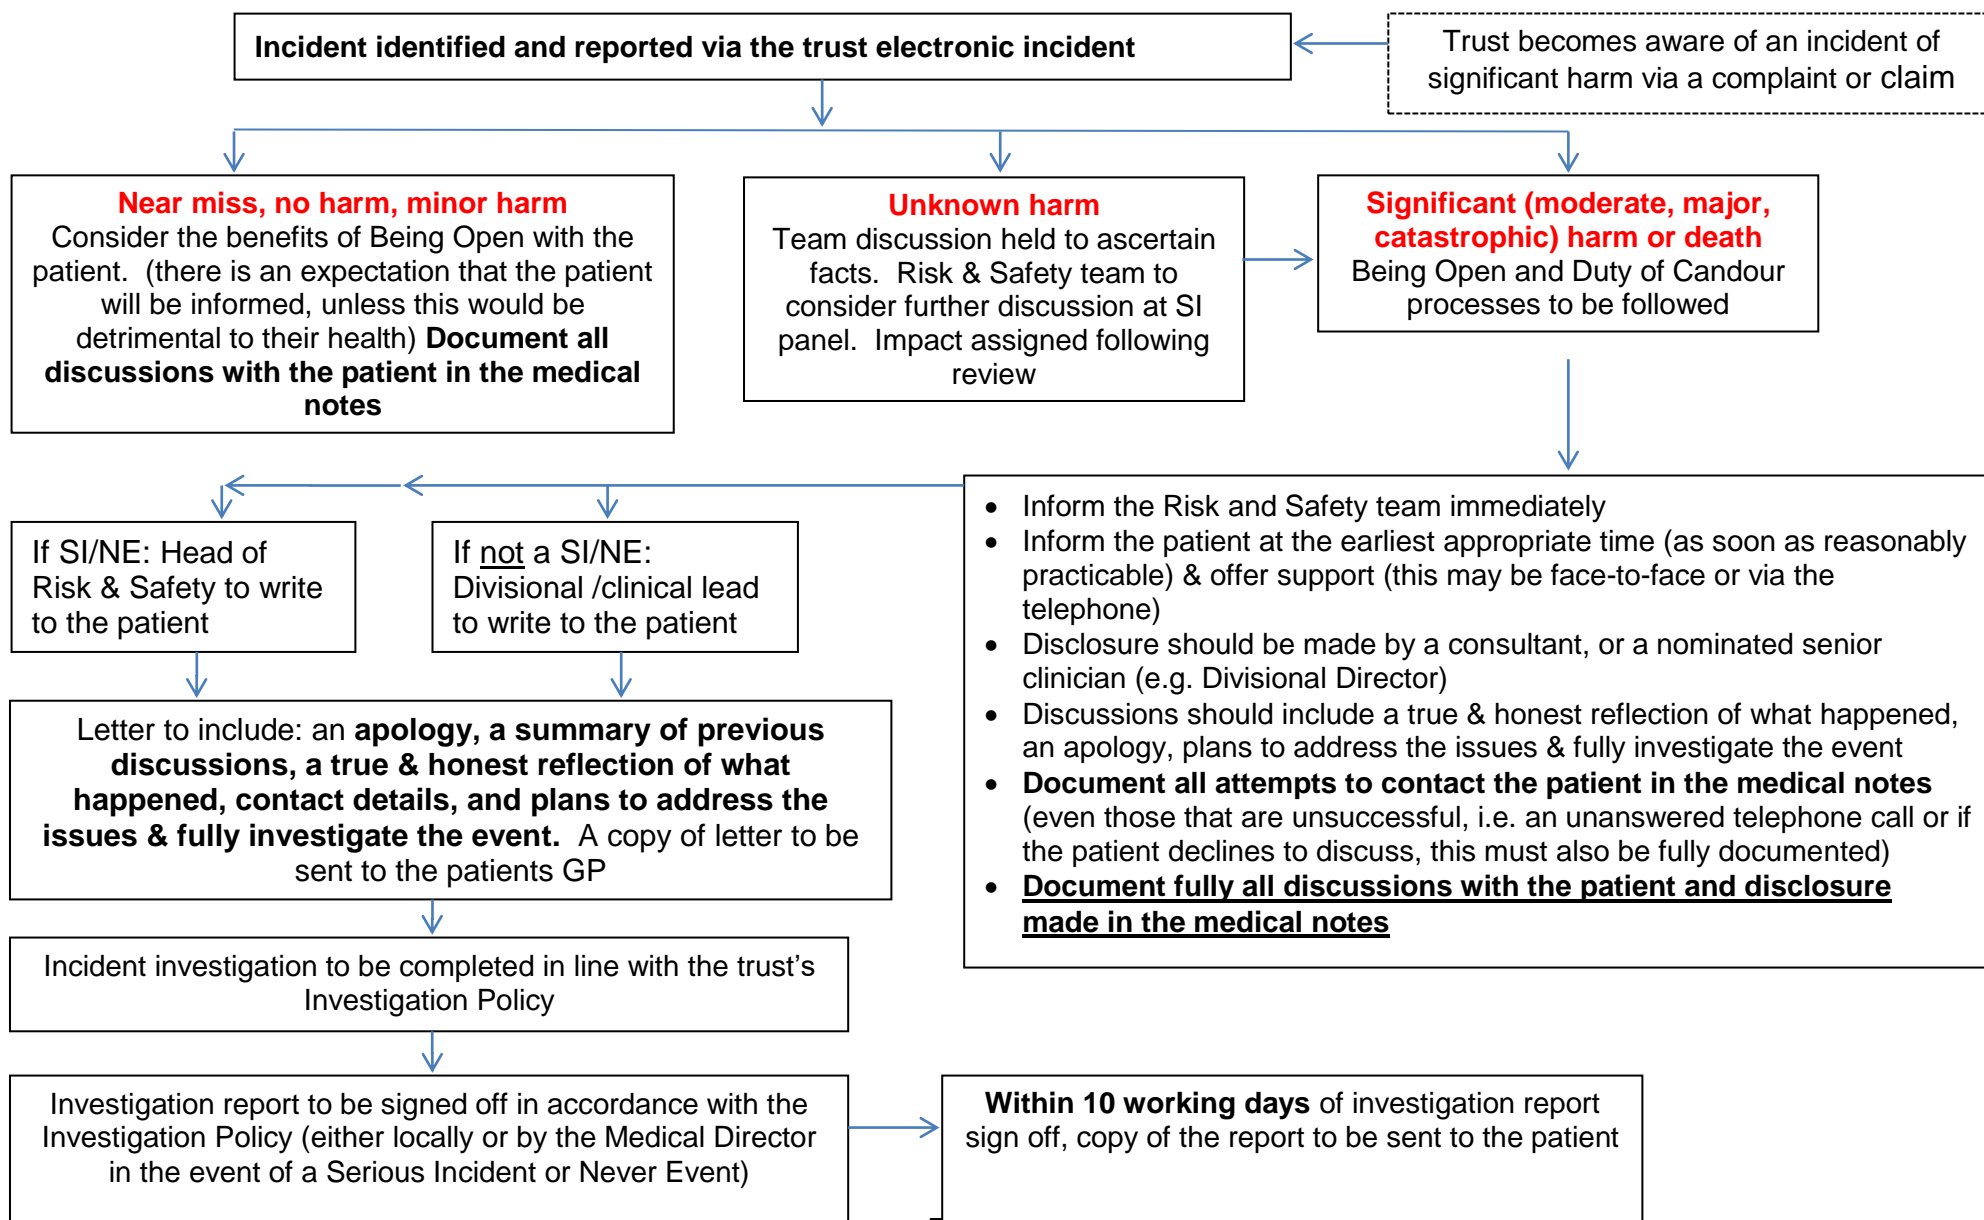 Incident identified and reported via the trust electronic incident
Trust becomes aware of an incident of
significant harm via a complaint or claim
Near miss, no harm, minor harm
Consider the benefits of Being Open with the
patient.  (there is an expectation that the patient
will be informed, unless this would be
detrimental to their health) Document all
discussions with the patient in the medical
notes
Unknown harm
Team discussion held to ascertain
facts.  Risk & Safety team to
consider further discussion at SI
panel.  Impact assigned following
review
Significant (moderate, major,
catastrophic) harm or death
Being Open and Duty of Candour
processes to be followed
• Inform the Risk and Safety team immediately
• Inform the patient at the earliest appropriate time (as soon as reasonably
practicable) & offer support (this may be face-to-face or via the
telephone)
• Disclosure should be made by a consultant, or a nominated senior
clinician (e.g. Divisional Director)
• Discussions should include a true & honest reflection of what happened,
an apology, plans to address the issues & fully investigate the event
• Document all attempts to contact the patient in the medical notes
(even those that are unsuccessful, i.e. an unanswered telephone call or if
the patient declines to discuss, this must also be fully documented)
• Document fully all discussions with the patient and disclosure
made in the medical notes
If SI/NE: Head of
Risk & Safety to write
to the patient
If not a SI/NE:
Divisional /clinical lead
to write to the patient
Letter to include: an apology, a summary of previous
discussions, a true & honest reflection of what
happened, contact details, and plans to address the
issues & fully investigate the event.  A copy of letter to be
sent to the patients GP
Incident investigation to be completed in line with the trust’s
Investigation Policy
Investigation report to be signed off in accordance with the
Investigation Policy (either locally or by the Medical Director
in the event of a Serious Incident or Never Event)
Within 10 working days of investigation report
sign off, copy of the report to be sent to the patient